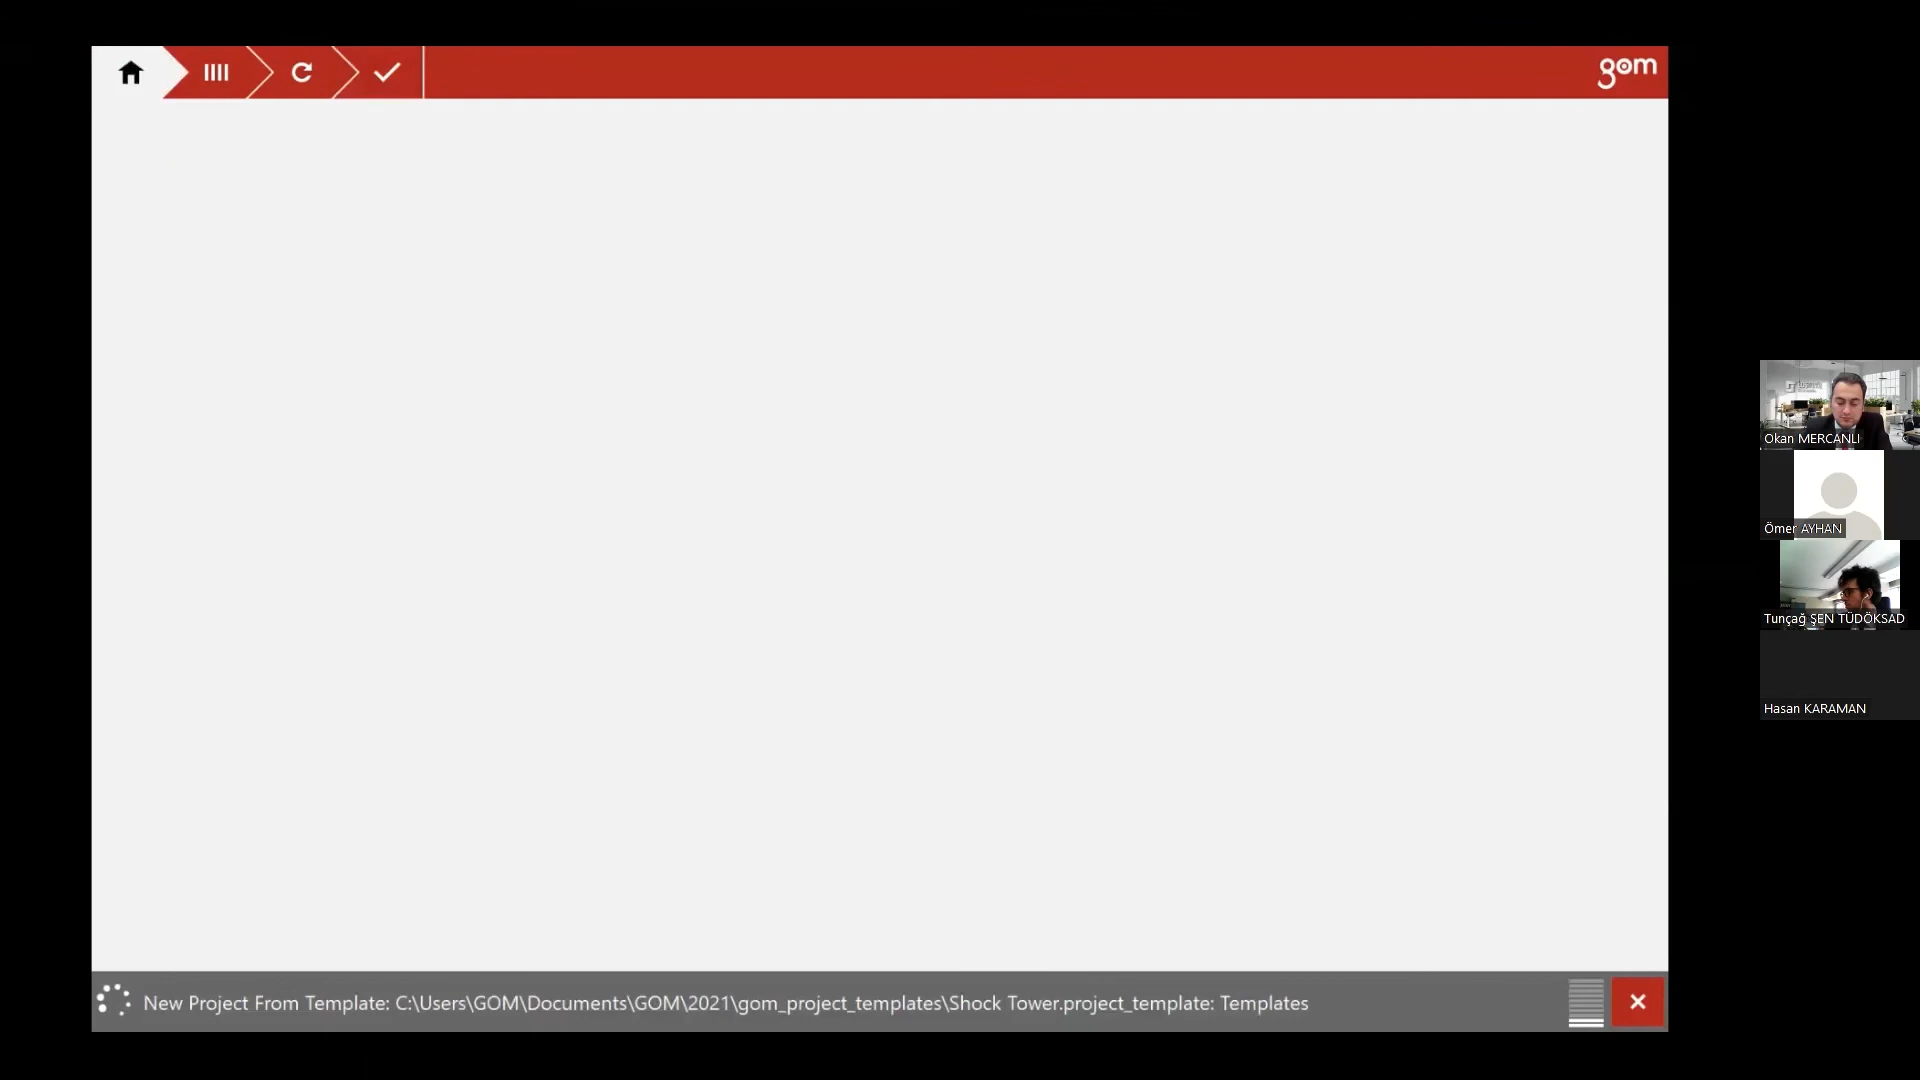 gom
Okan MERCANLI
Ömer AYHAN
Tunçağ ŞEN TÜDÖKSAD
Hasan KARAMAN
New Project From Template: C:\Users\GOM\Documents\GOM\2021\gom_project_templates\Shock Tower.project_template: Templates